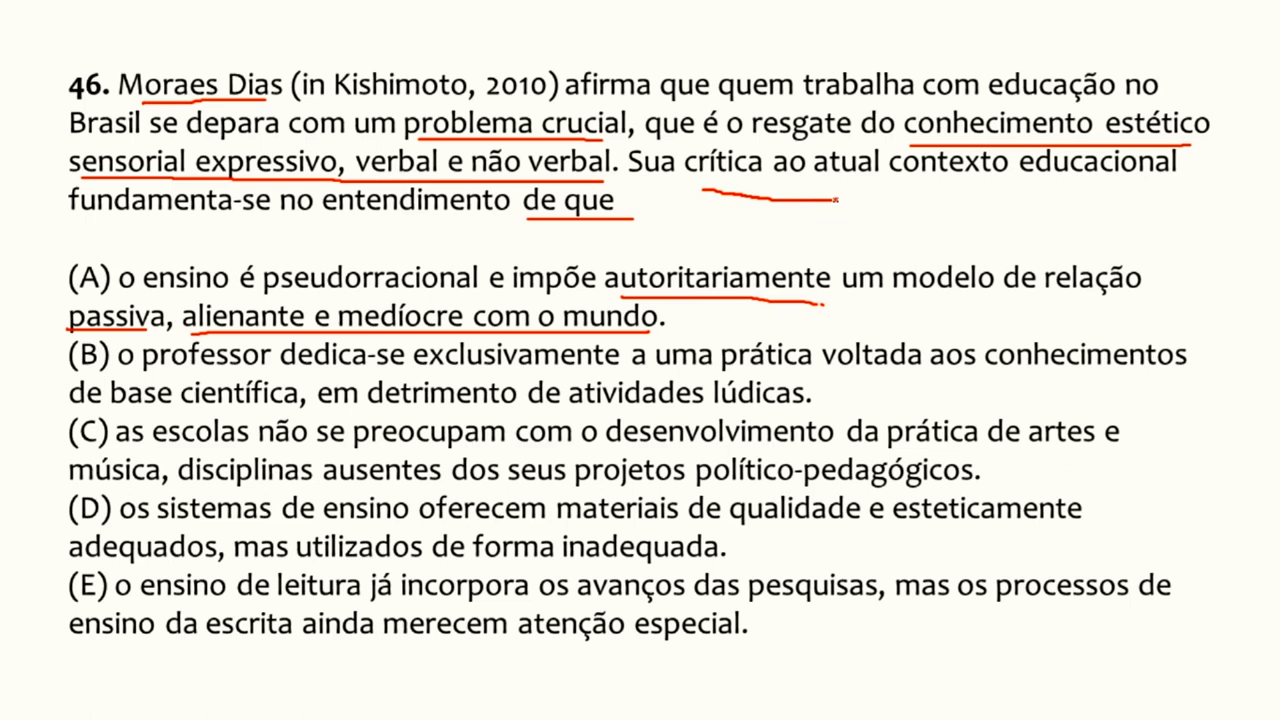 46. Moraes Dias (in Kishimoto, 2010) afirma que quem trabalha com educação no
Brasil se depara com um problema crucial, que é o resgate do conhecimento estético
sensorial expressivo, verbal e não verbal. Sua crítica ao atual contexto educacional
fundamenta-se no entendimento de que
(A) o ensino é pseudorracional e impõe autoritariamente um modelo de relação
passiva, alienante e medíocre com o mundo.
(B) o professor dedica-se exclusivamente a uma prática voltada aos conhecimentos
de base científica, em detrimento de atividades lúdicas.
(C) as escolas não se preocupam com o desenvolvimento da prática de artes e
música, disciplinas ausentes dos seus projetos político-pedagógicos.
(D) os sistemas de ensino oferecem materiais de qualidade e esteticamente
adequados, mas utilizados de forma inadequada.
(E) o ensino de leitura já incorpora os avanços das pesquisas, mas os processos de
ensino da escrita ainda merecem atenção especial.